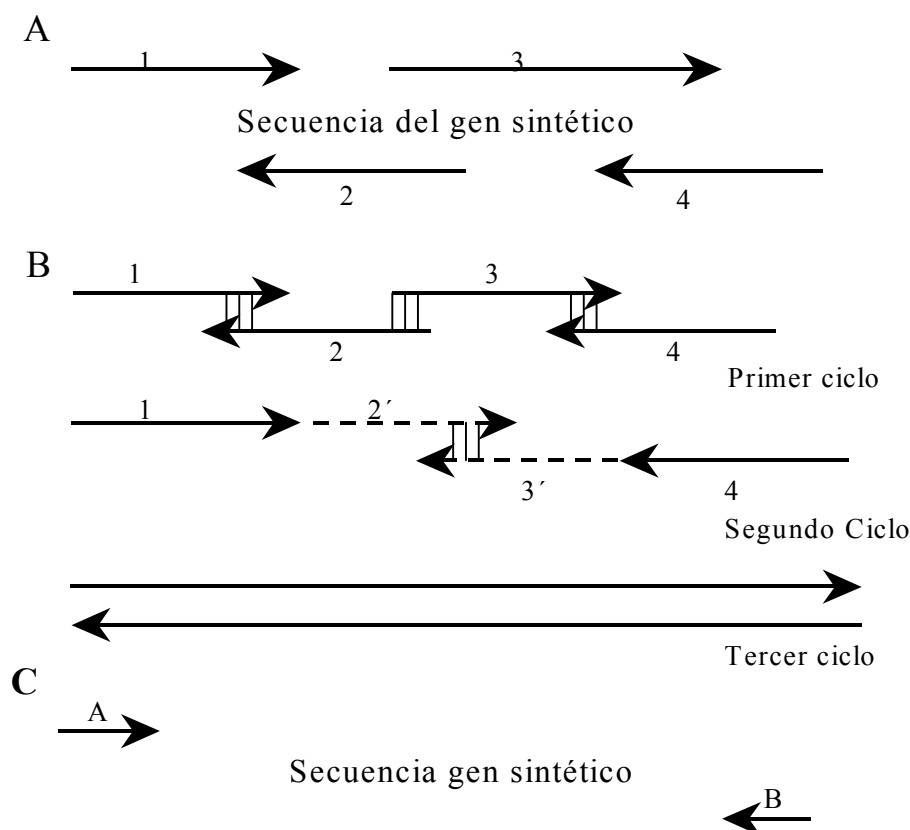 A
1 3
Secuencia del gen sintético
2 4
B
1 3
2 4
Primer ciclo
1 2´
3´ 4
Segundo Ciclo
Tercer ciclo
C
A
Secuencia gen sintético
B